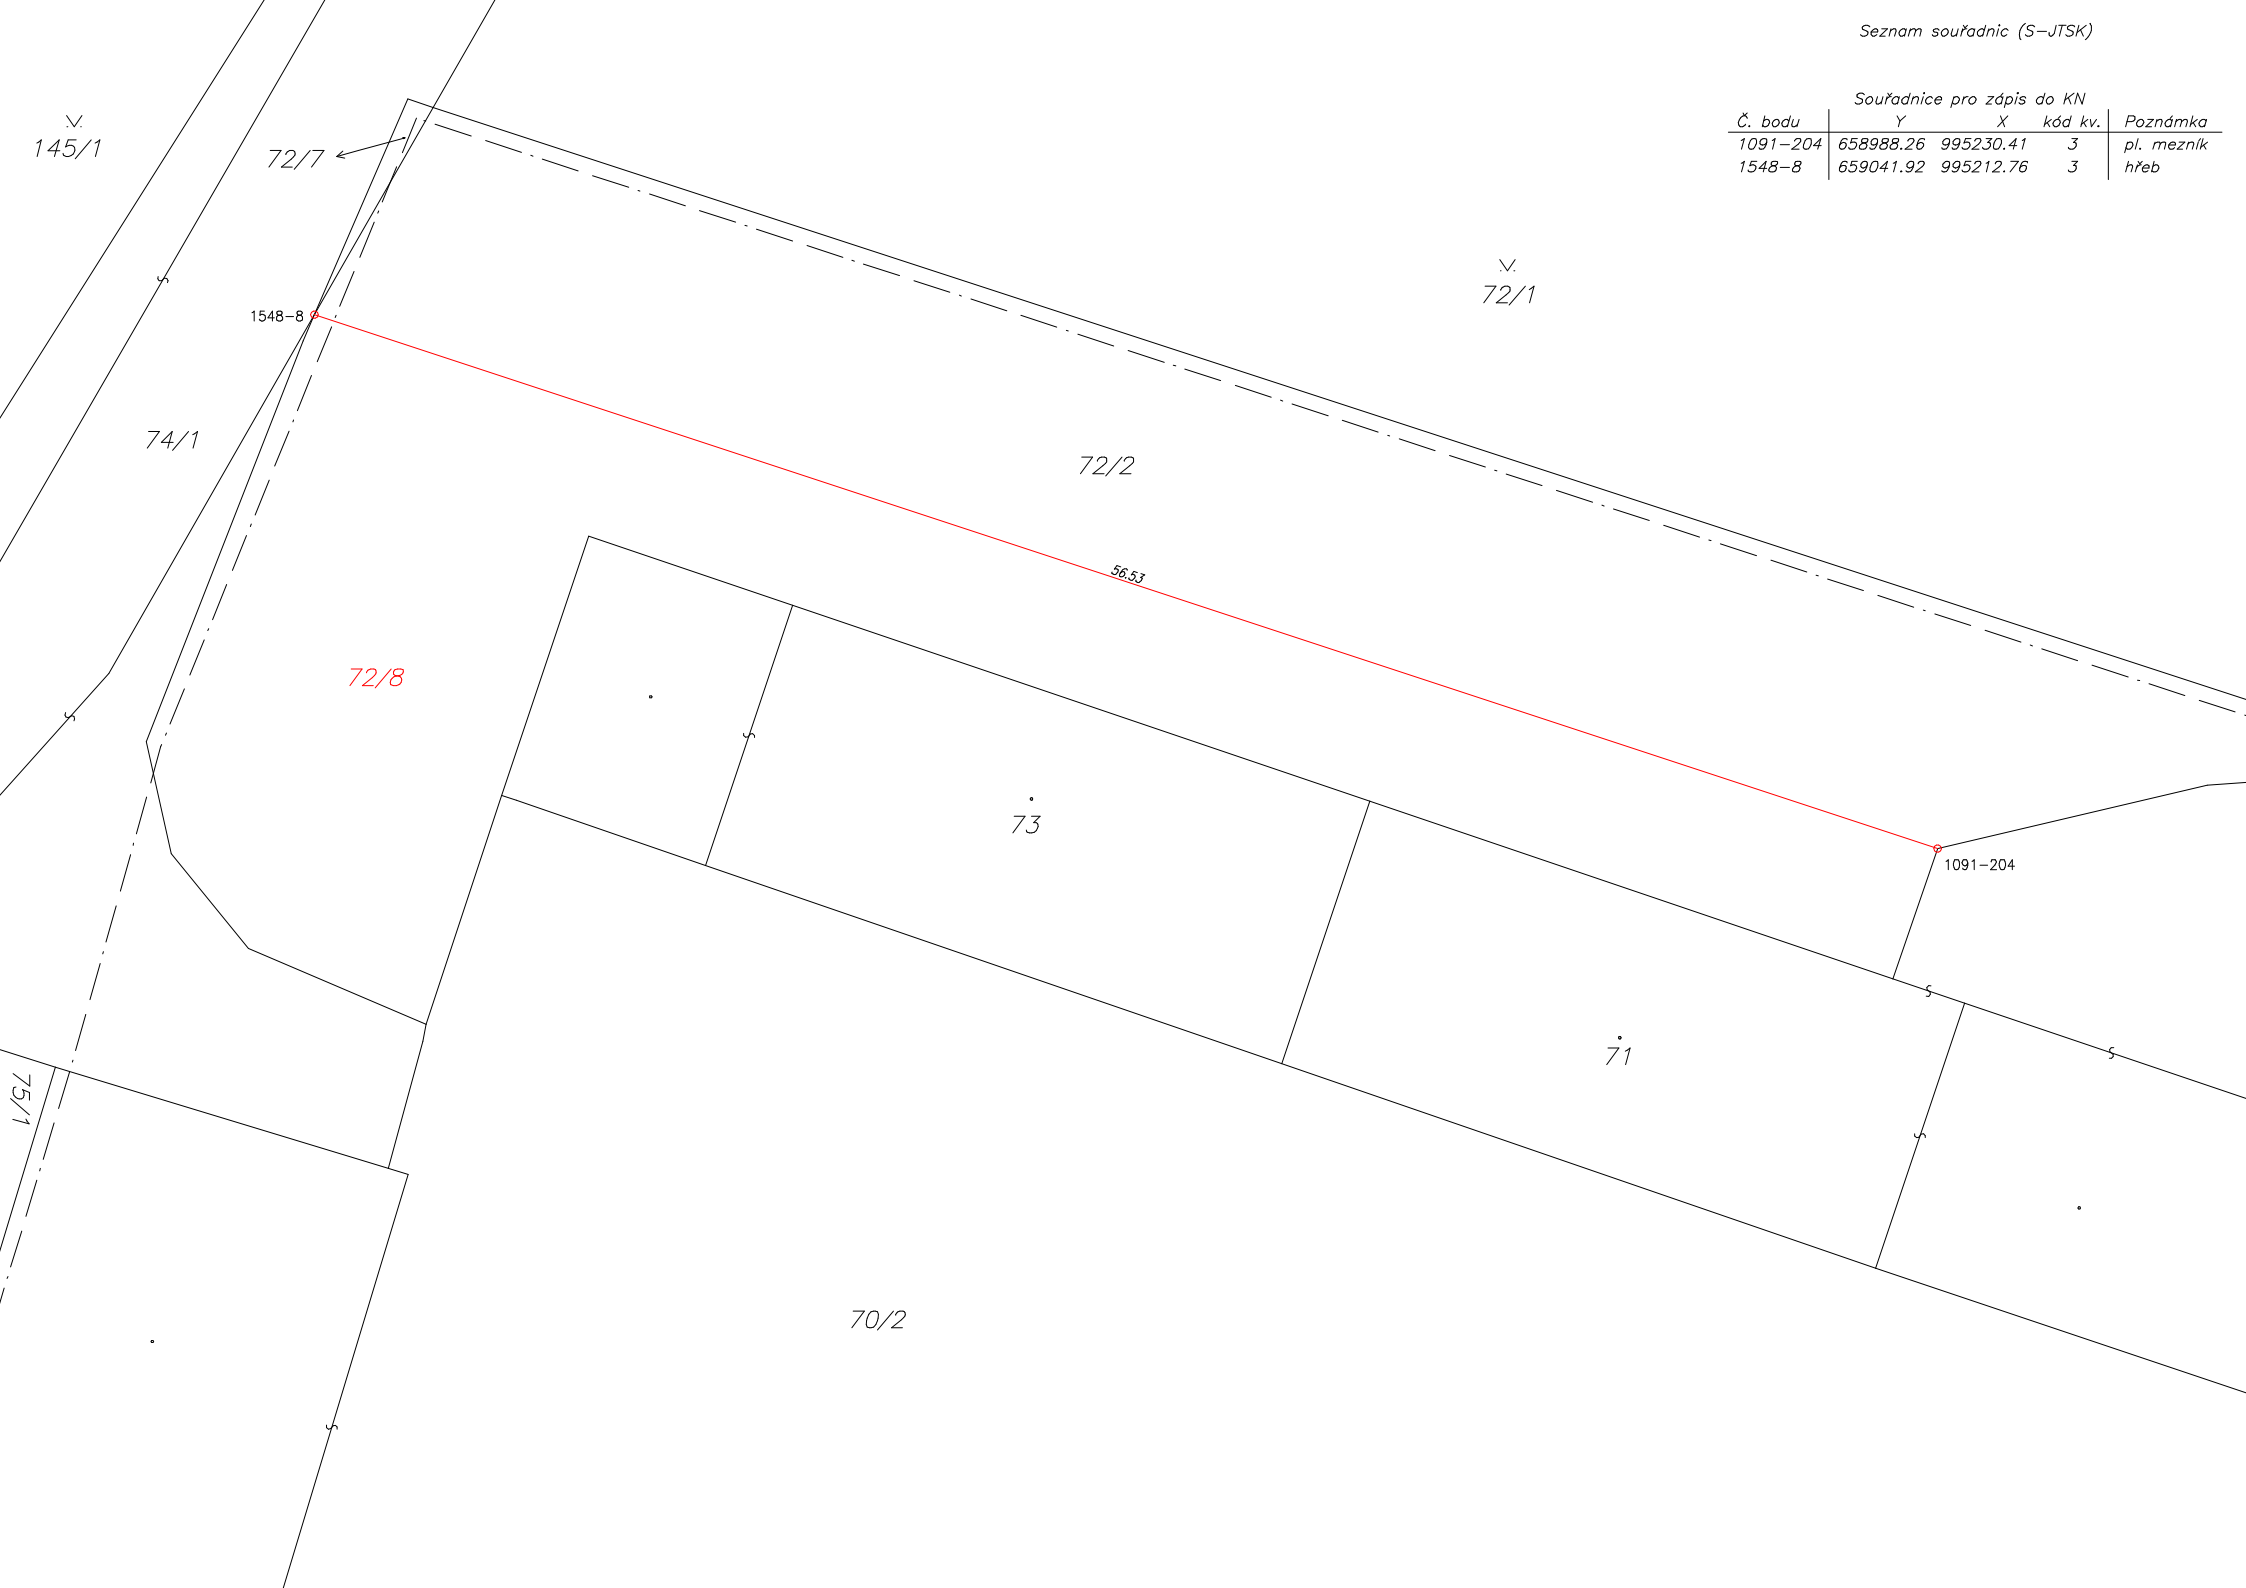 Seznam souřadnic (S-JTSK)
Souřadnice pro zápis do KN
Č. bodu Y X kód kv. Poznámka
1091-204 658988.26 995230.41 3 pl. mezník
1548-8 659041.92 995212.76 3 hřeb
145/1
72/7
72/1
1548-8
74/1
72/2
56.53
72/8
73
1091-204
71
75/1
70/2